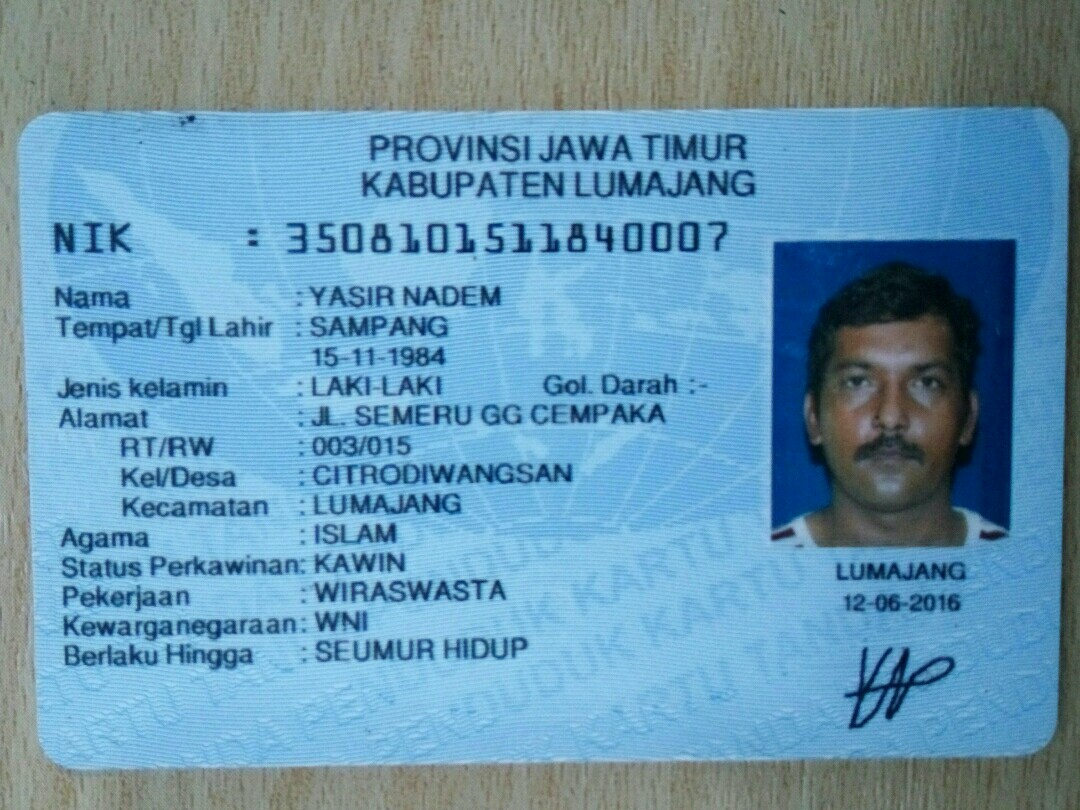 PROVINSI JAWA TIMUR
KABUPATEN LUMAJANG
NIK : 3508101511840007
Nama : YASIR NADEM
Tempat/Tgl Lahir : SAMPANG
15-11-1984
Jenis kelamin : LAKI-LAKI Gol. Darah :-
Alamat : JL. SEMERU GG CEMPAKA
RT/RW : 003/015
Kel/Desa : CITRODIWANGSAN
Kecamatan : LUMAJANG
Agama : ISLAM
Status Perkawinan: KAWIN
Pekerjaan : WIRASWASTA
Kewarganegaraan: WNI
Berlaku Hingga : SEUMUR HIDUP
LUMAJANG
12-06-2016